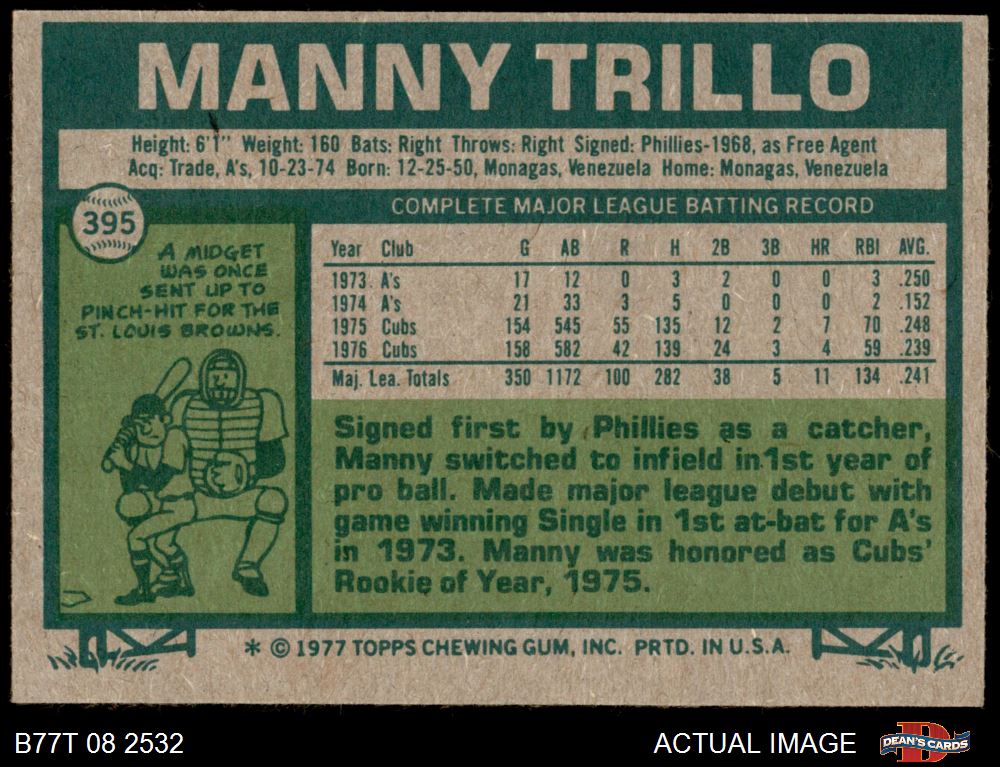 MANNY TRILLO
Height: 6'1" Weight: 160 Bats: Right Throws: Right Signed: Phillies-1968, as Free Agent
Acq: Trade, A's, 10-23-74 Born: 12-25-50, Monagas, Venezuela Home: Monagas, Venezuela
395
A MIDGET
WAS ONCE
SENT UP TO
PINCH-HIT FOR THE
ST. LOUIS BROWNS.
COMPLETE MAJOR LEAGUE BATTING RECORD
Year Club G AB R H 2B 3B HR RBI AVG.
1973 A's 17 12 0 3 2 0 0 3 .250
1974 A's 21 33 3 5 0 0 0 2 .152
1975 Cubs 154 545 55 135 12 2 7 70 .248
1976 Cubs 158 582 42 139 24 3 4 59 .239
Maj. Lea. Totals 350 1172 100 282 38 5 11 134 .241
Signed first by Phillies as a catcher,
Manny switched to infield in 1st year of
pro ball. Made major league debut with
game winning Single in 1st at-bat for A's
in 1973. Manny was honored as Cubs'
Rookie of Year, 1975.
* © 1977 TOPPS CHEWING GUM, INC. PRTD. IN U.S.A.
B77T 08 2532
ACTUAL IMAGE
D
DEAN'S CARDS